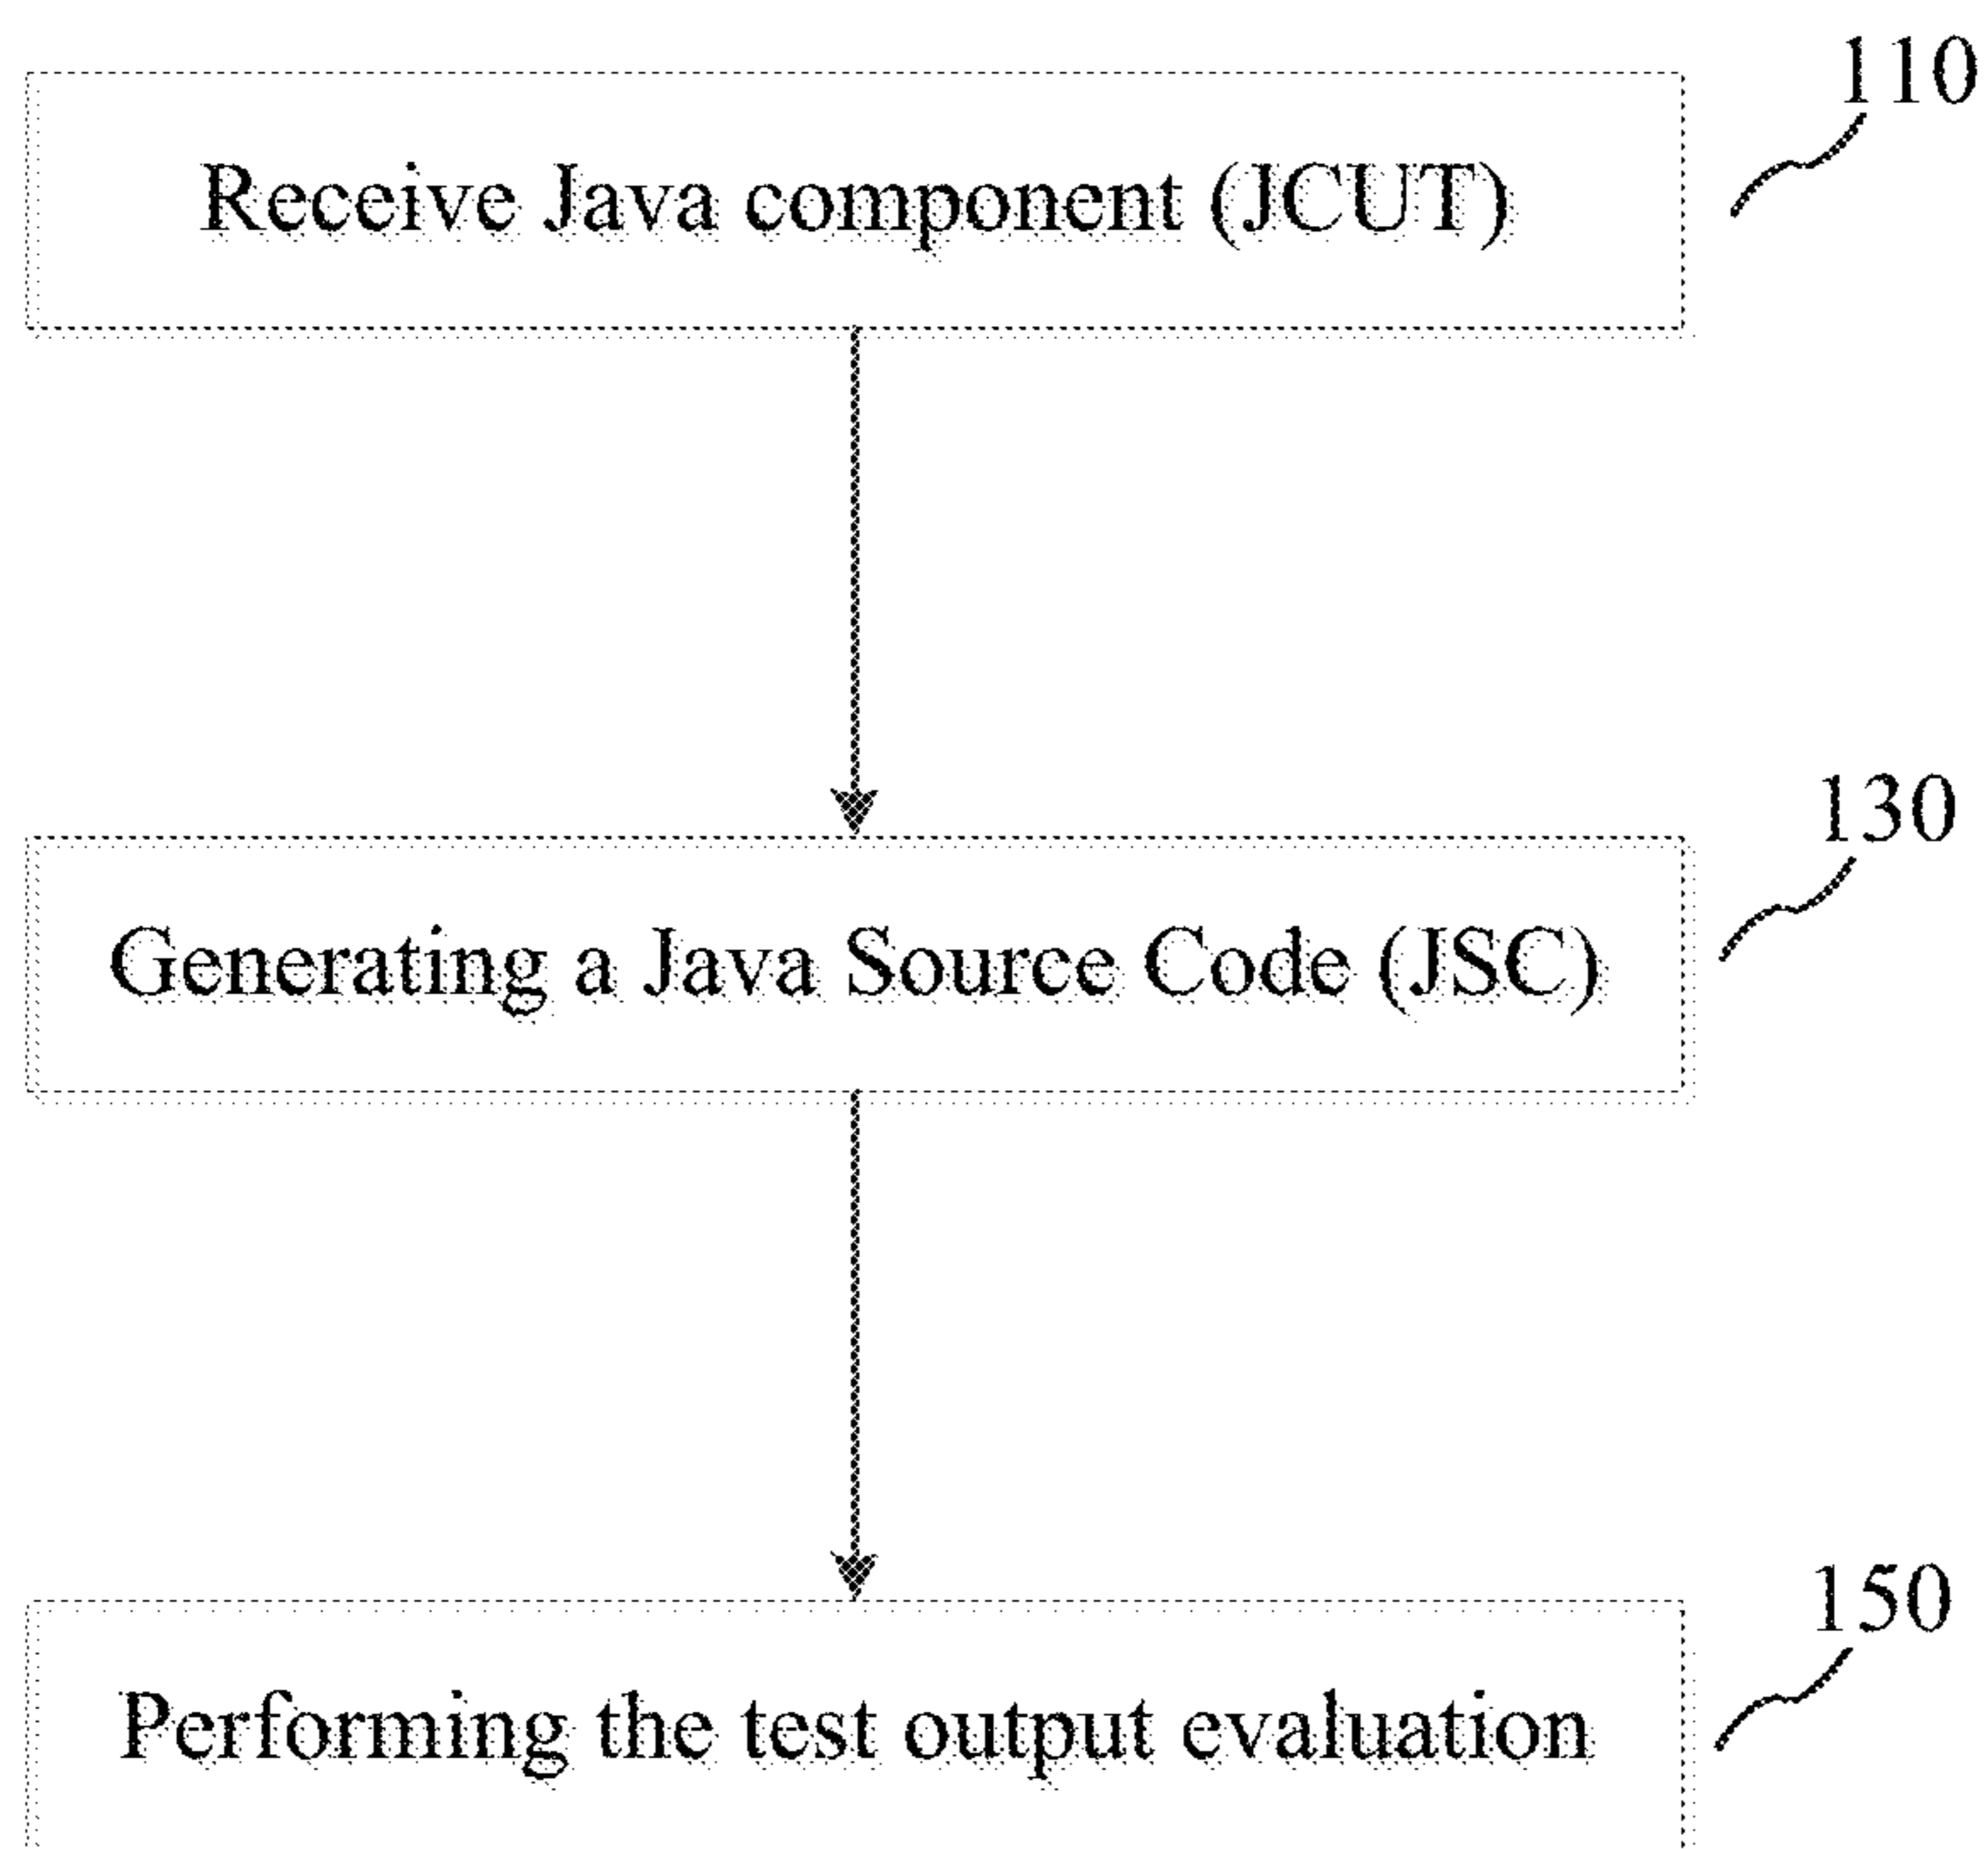 110
Receive Java component (JCUT)
130
Generating a Java Source Code (JSC)
150
Performing the test output evaluation